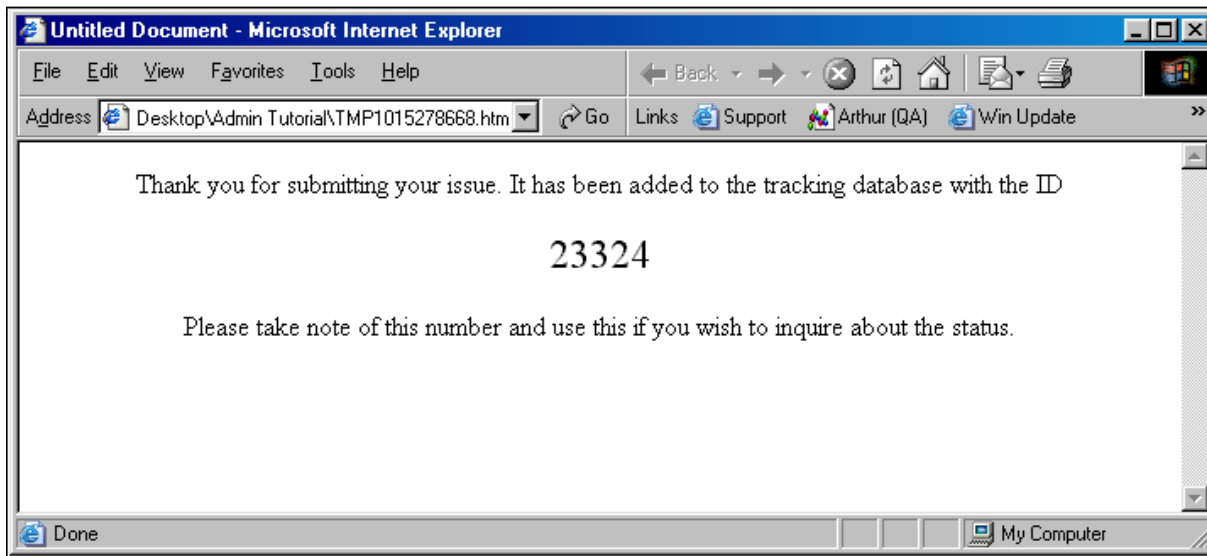 Untitled Document - Microsoft Internet Explorer
File Edit View Favorites Tools Help Back
Address Desktop\Admin Tutorial\TMP1015278668.htm Go Links Support Arthur (QA) Win Update »
Thank you for submitting your issue. It has been added to the tracking database with the ID
23324
Please take note of this number and use this if you wish to inquire about the status.
Done My Computer